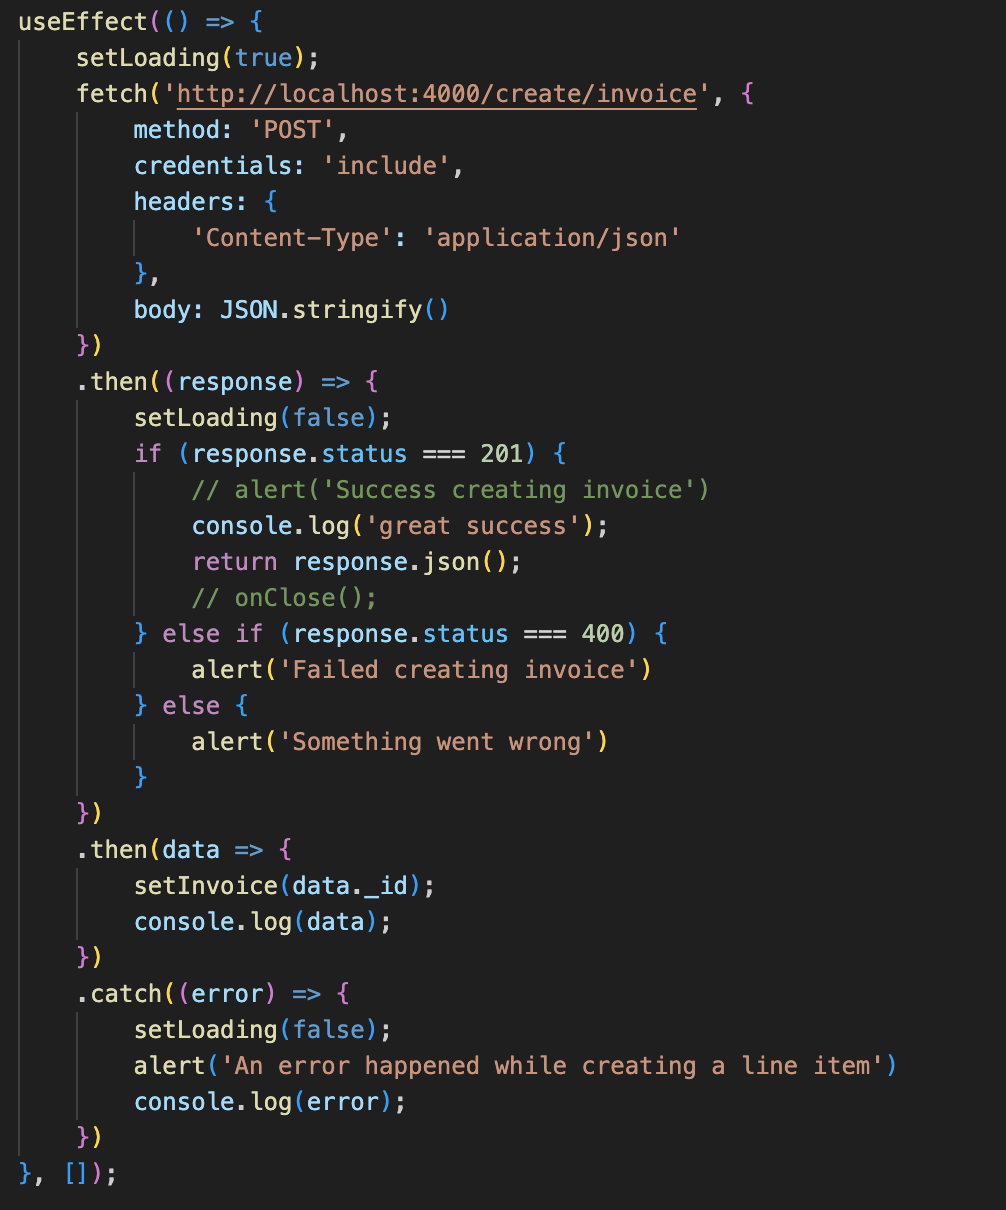 useEffect(() => {
    setLoading(true);
    fetch('http://localhost:4000/create/invoice', {
        method: 'POST',
        credentials: 'include',
        headers: {
            'Content-Type': 'application/json'
        },
        body: JSON.stringify()
    })
    .then((response) => {
        setLoading(false);
        if (response.status === 201) {
            // alert('Success creating invoice')
            console.log('great success');
            return response.json();
            // onClose();
        } else if (response.status === 400) {
            alert('Failed creating invoice')
        } else {
            alert('Something went wrong')
        }
    })
    .then(data => {
        setInvoice(data._id);
        console.log(data);
    })
    .catch((error) => {
        setLoading(false);
        alert('An error happened while creating a line item')
        console.log(error);
    })
}, []);